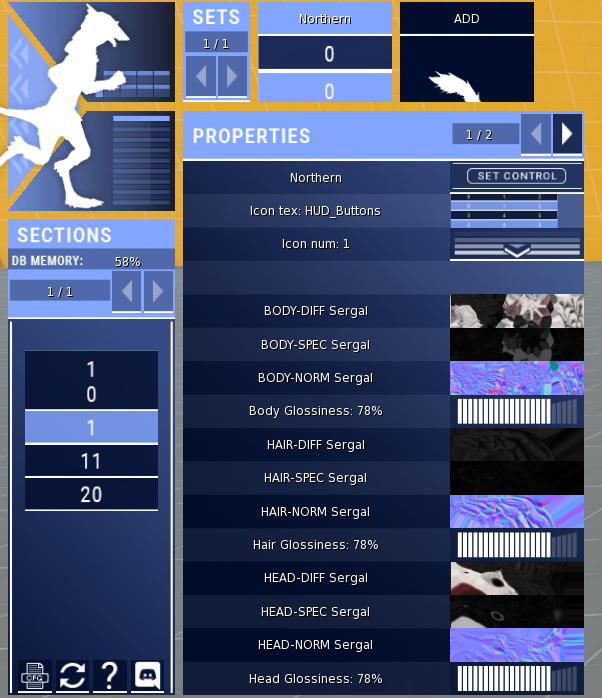 SETS
1 / 1
Northern
0
0
ADD
PROPERTIES
1 / 2
Northern
SET CONTROL
Icon tex: HUD_Buttons
Icon num: 1
SECTIONS
DB MEMORY: 58%
1 / 1
1
0
1
11
20
BODY-DIFF Sergal
BODY-SPEC Sergal
BODY-NORM Sergal
Body Glossiness: 78%
HAIR-DIFF Sergal
HAIR-SPEC Sergal
HAIR-NORM Sergal
Hair Glossiness: 78%
HEAD-DIFF Sergal
HEAD-SPEC Sergal
HEAD-NORM Sergal
Head Glossiness: 78%
CFG
?